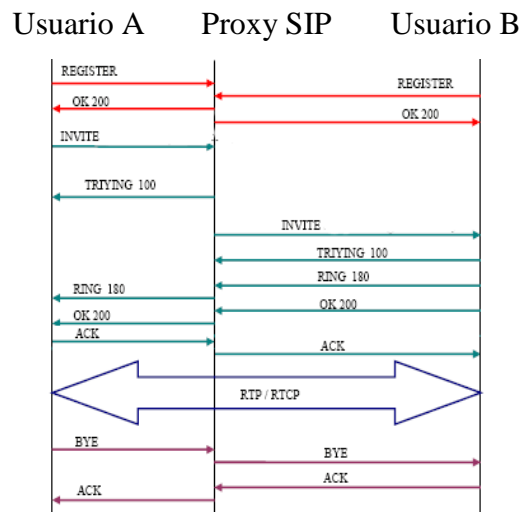 Usuario A Proxy SIP Usuario B
REGISTER
REGISTER
OK 200
OK 200
INVITE
TRIYING 100
INVITE
TRIYING 100
RING 180
RING 180
OK 200
OK 200
ACK
ACK
RTP / RTCP
BYE
BYE
ACK
ACK